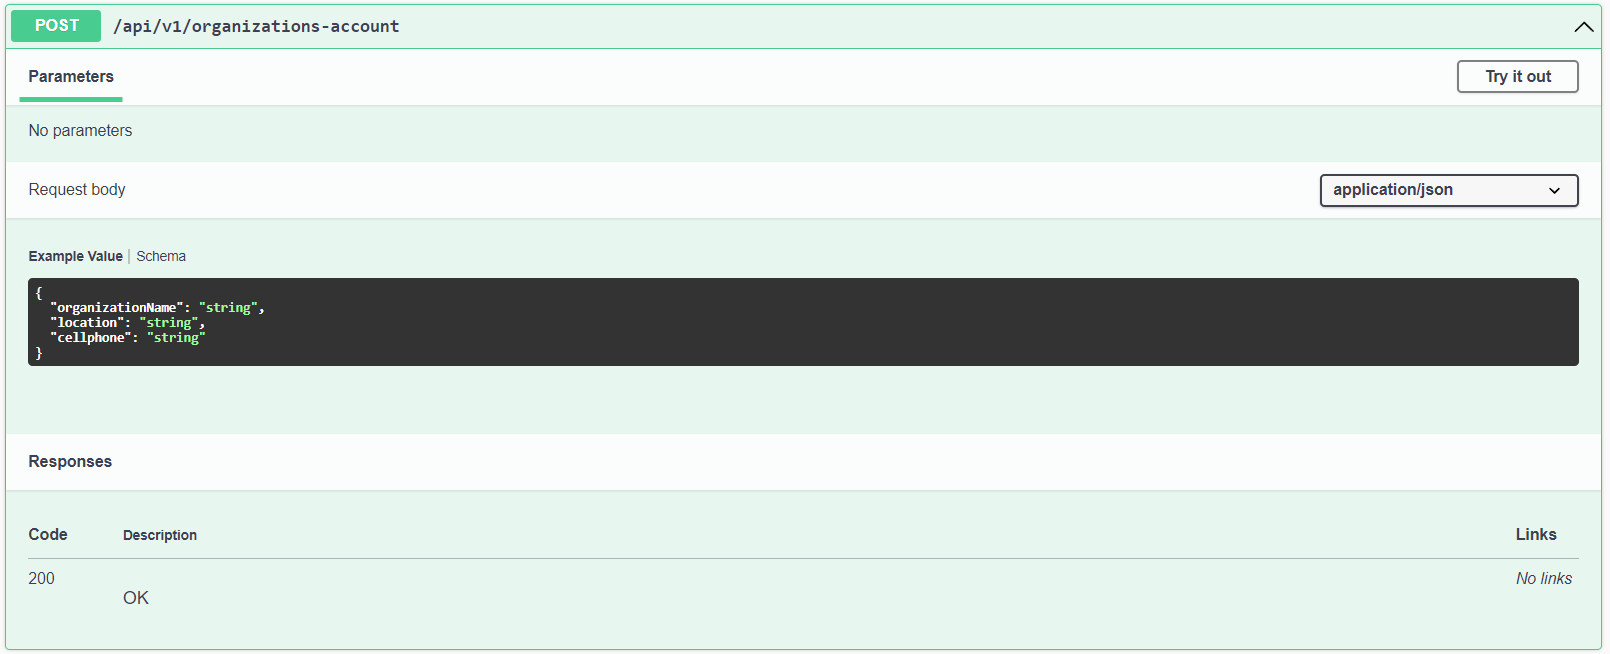 POST /api/v1/organizations-account
Parameters
Try it out
No parameters
Request body
application/json
Example Value | Schema
{
  "organizationName": "string",
  "location": "string",
  "cellphone": "string"
}
Responses
Code Description Links
200 No links
OK